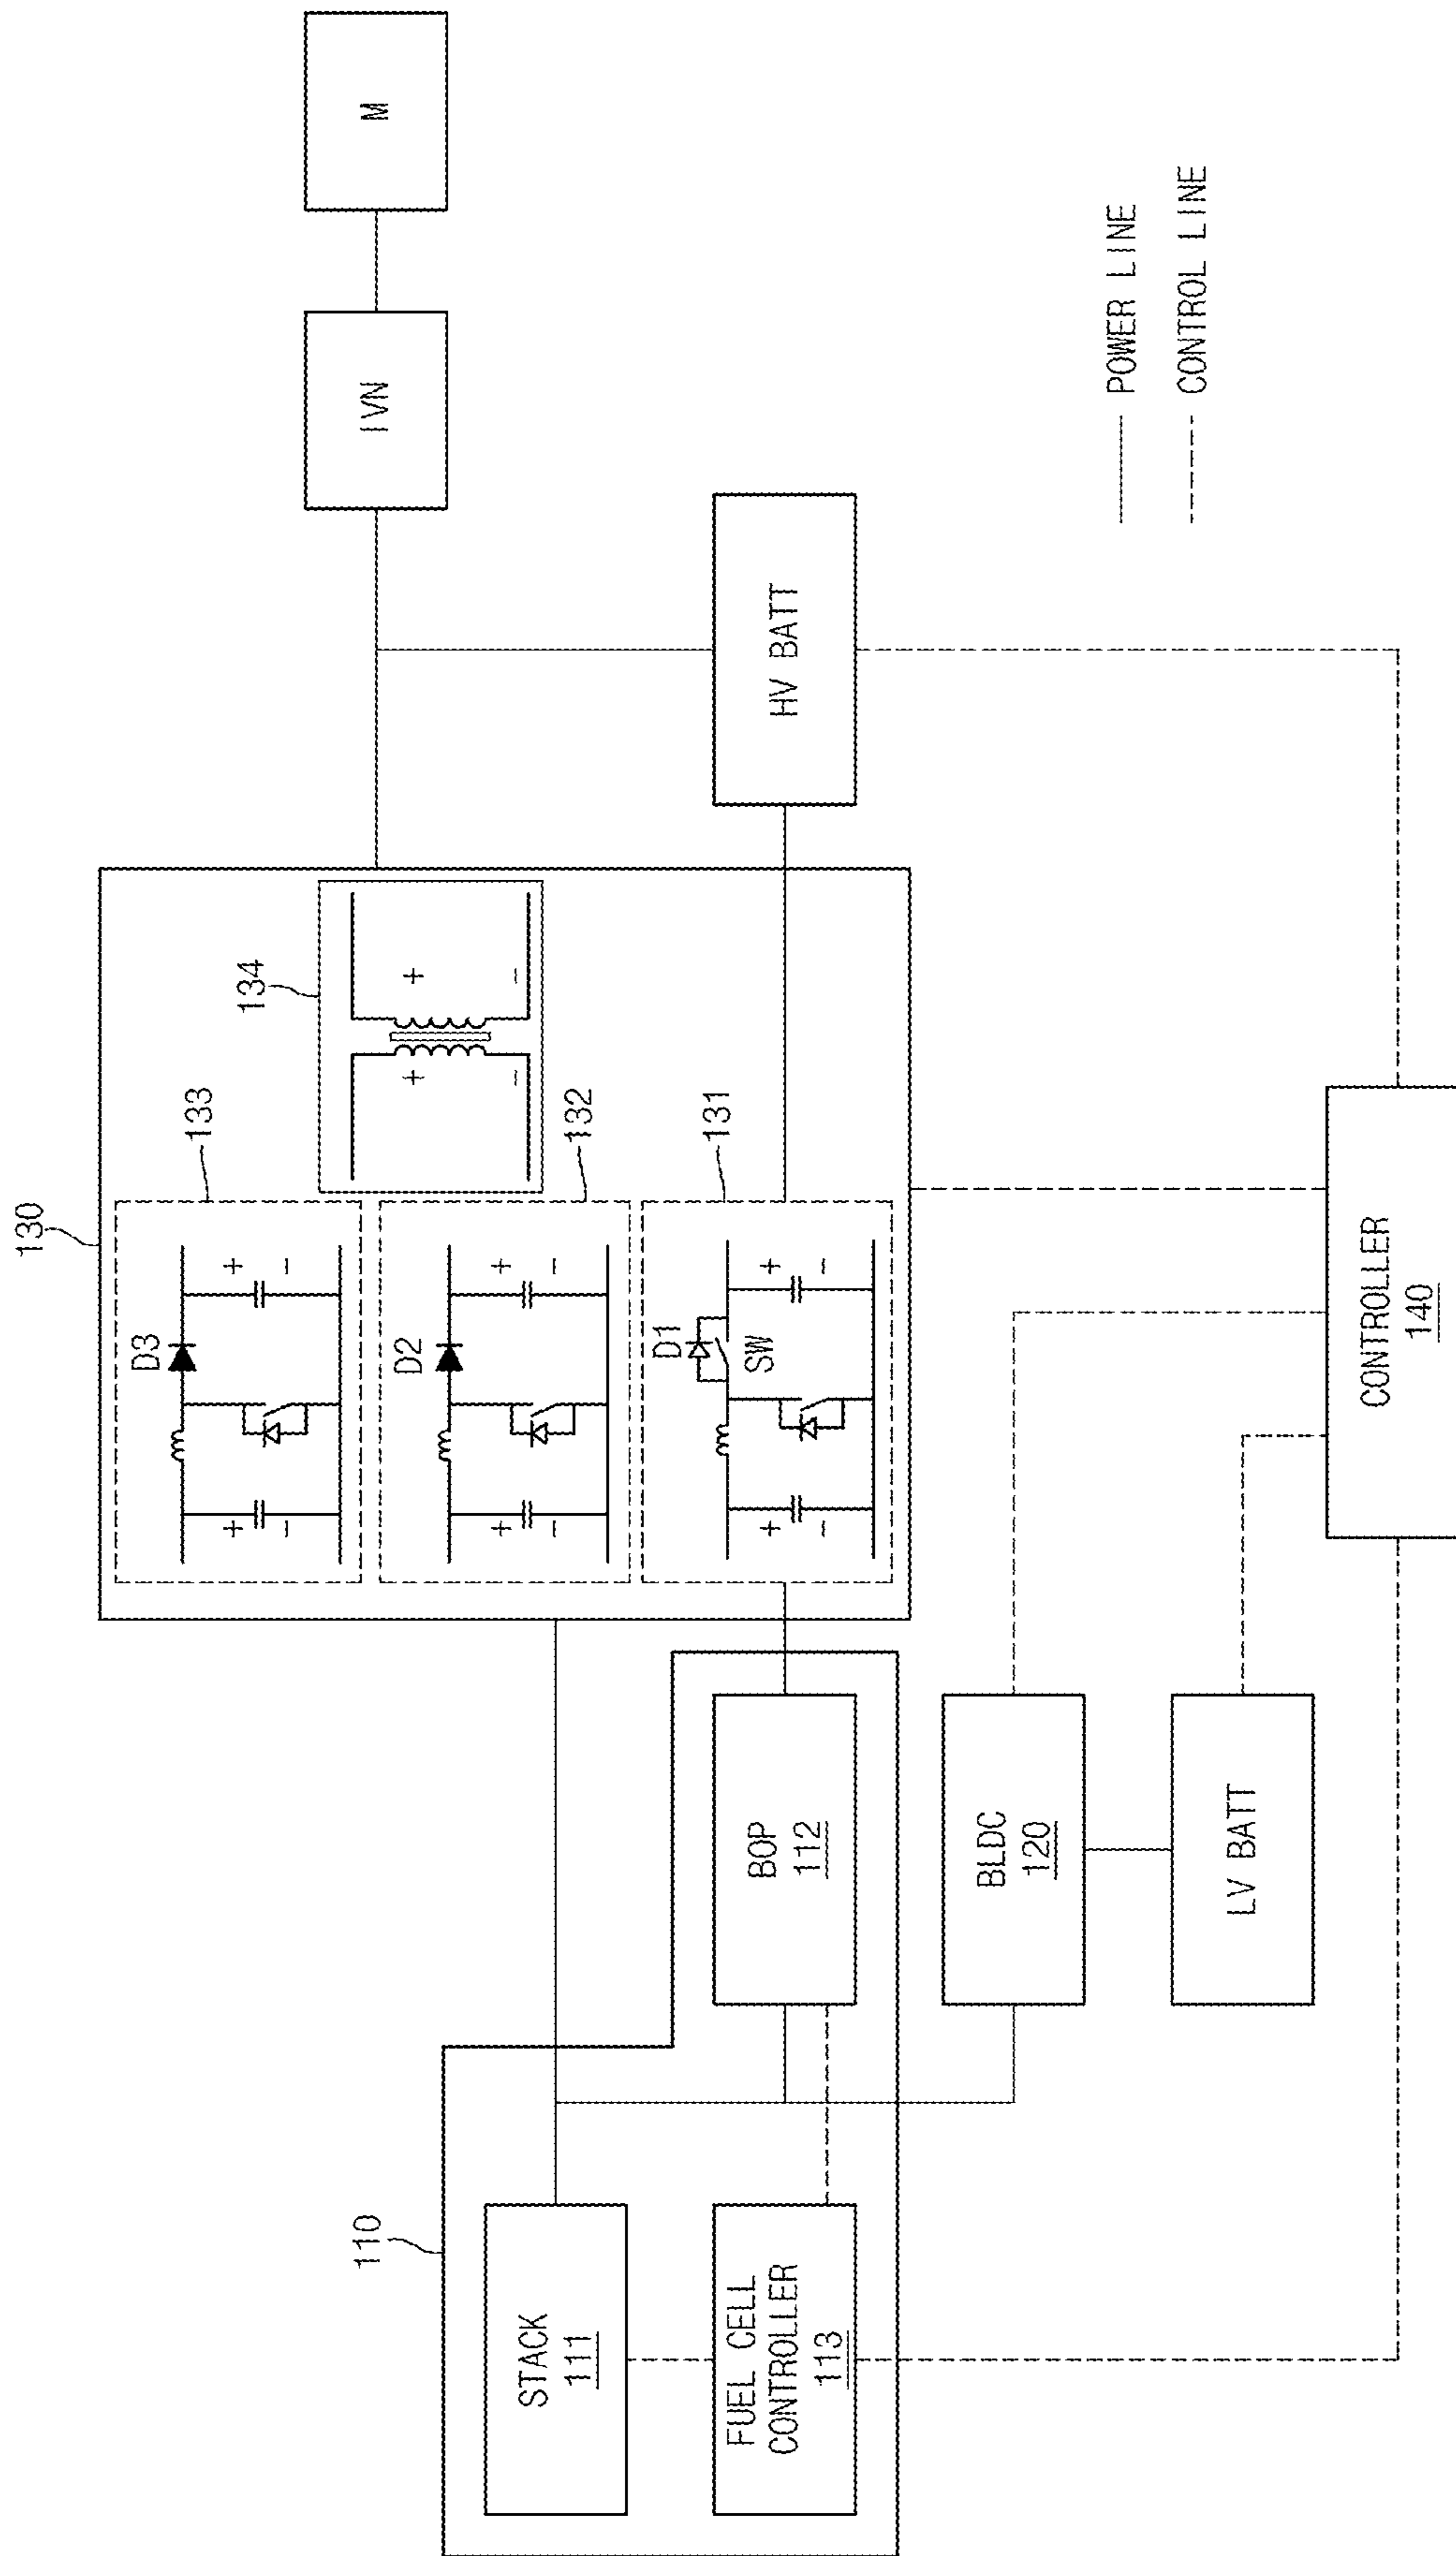 130
133
D3
D2
132
D1
SW
131
134
+
-
+
-
+
-
+
-
+
-
+
-
+
-
+
-
IVN
M
HV BATT
110
STACK
111
FUEL CELL
CONTROLLER
113
BOP
112
BLDC
120
LV BATT
CONTROLLER
140
POWER LINE
CONTROL LINE